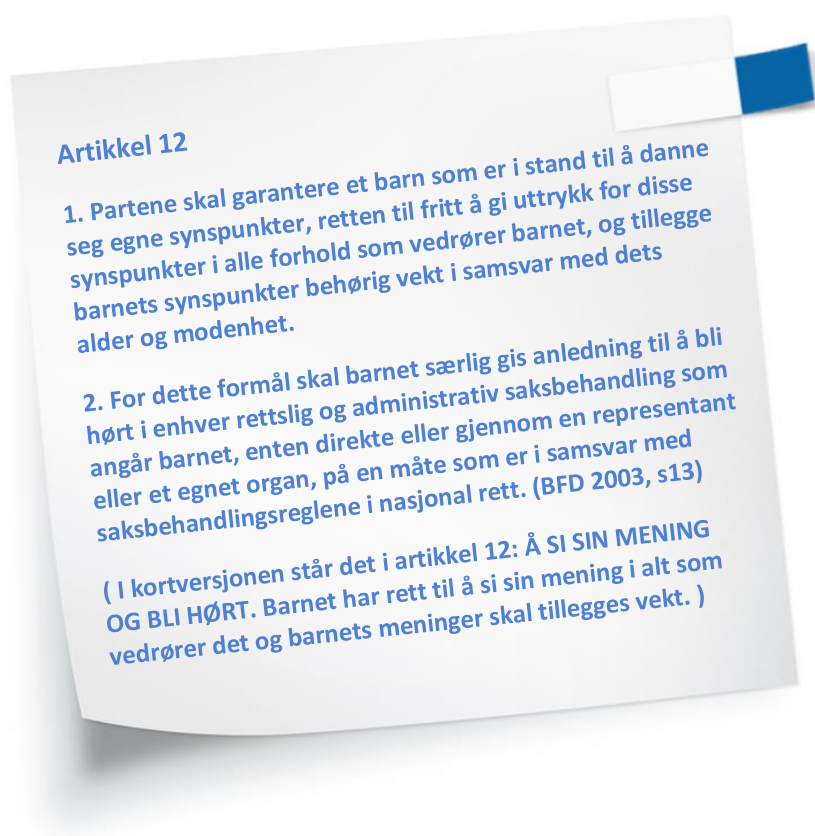 Artikkel 12
1. Partene skal garantere et barn som er i stand til å danne
seg egne synspunkter, retten til fritt å gi uttrykk for disse
synspunkter i alle forhold som vedrører barnet, og tillegge
barnets synspunkter behørig vekt i samsvar med dets
alder og modenhet.
2. For dette formål skal barnet særlig gis anledning til å bli
hørt i enhver rettslig og administrativ saksbehandling som
angår barnet, enten direkte eller gjennom en representant
eller et egnet organ, på en måte som er i samsvar med
saksbehandlingsreglene i nasjonal rett. (BFD 2003, s13)
( I kortversjonen står det i artikkel 12: Å SI SIN MENING
OG BLI HØRT. Barnet har rett til å si sin mening i alt som
vedrører det og barnets meninger skal tillegges vekt. )